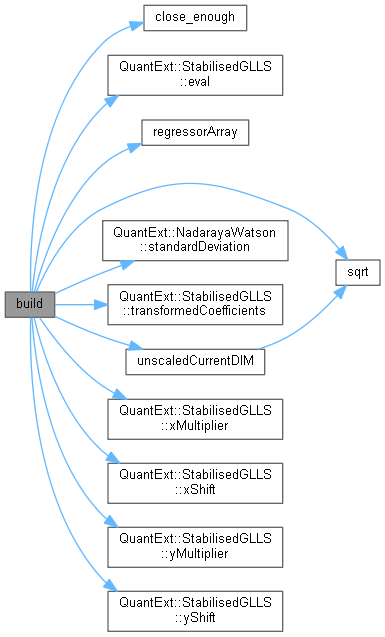 close_enough
QuantExt::StabilisedGLLS
::eval
regressorArray
QuantExt::NadarayaWatson
::standardDeviation
sqrt
build
QuantExt::StabilisedGLLS
::transformedCoefficients
unscaledCurrentDIM
QuantExt::StabilisedGLLS
::xMultiplier
QuantExt::StabilisedGLLS
::xShift
QuantExt::StabilisedGLLS
::yMultiplier
QuantExt::StabilisedGLLS
::yShift